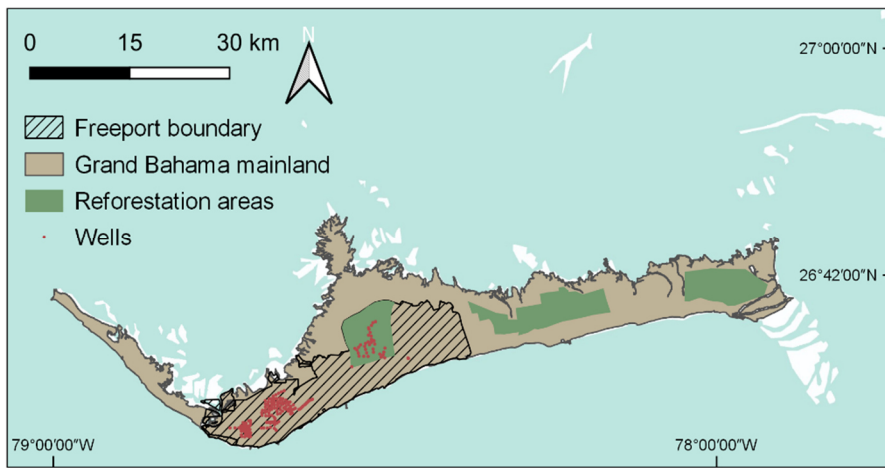 0 15 30 km
N
27°00'00"N
Freeport boundary
Grand Bahama mainland
Reforestation areas
Wells
26°42'00"N
79°00'00"W
78°00'00"W